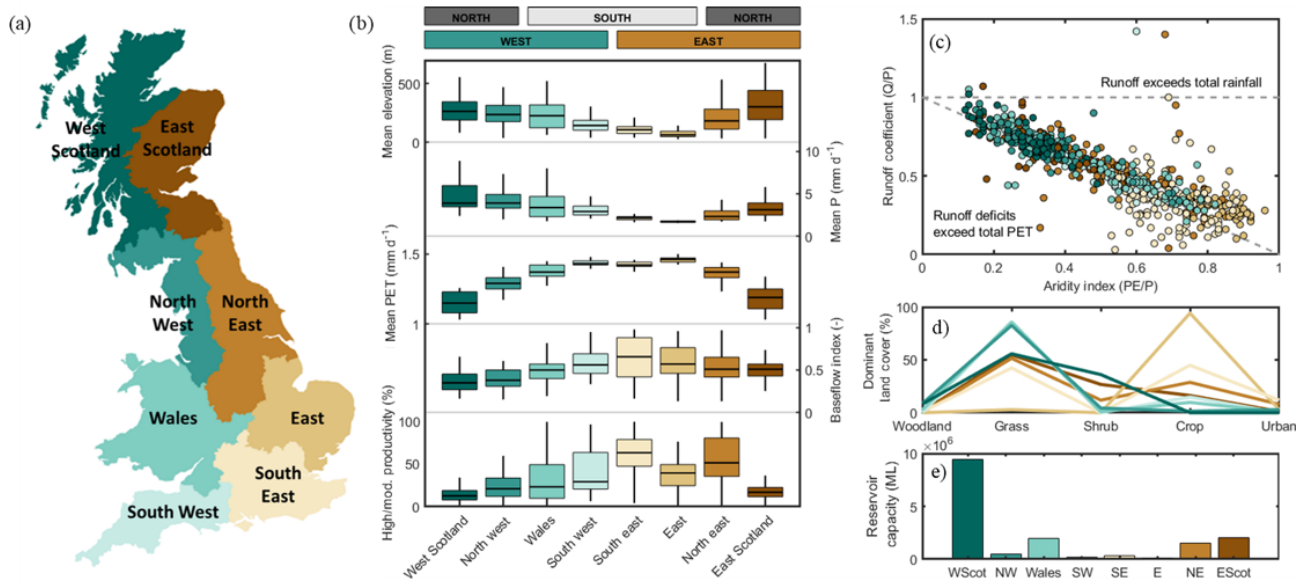 (a)
West
Scotland
East
Scotland
North
West
North
East
Wales
East
South
East
South West
(b)
NORTH
SOUTH
NORTH
WEST
EAST
Mean elevation (m)
500
0
10
5
0
Mean P (mm d-1)
Mean PET (mm d-1)
1.5
1
1
0.5
0
Baseflow index (-)
High/mod. productivity (%)
100
50
0
West Scotland
North west
Wales
South west
South east
East
North east
East Scotland
(c)
Runoff coefficient (Q/P)
1.5
1
0.5
0
Runoff exceeds total rainfall
Runoff deficits
exceed total PET
0
0.2
0.4
0.6
0.8
1
Aridity index (PE/P)
d)
Dominant
land cover (%)
100
50
0
Woodland
Grass
Shrub
Crop
Urban
e)
×10⁶
Reservoir
capacity (ML)
10
5
0
WScot
NW
Wales
SW
SE
E
NE
EScot